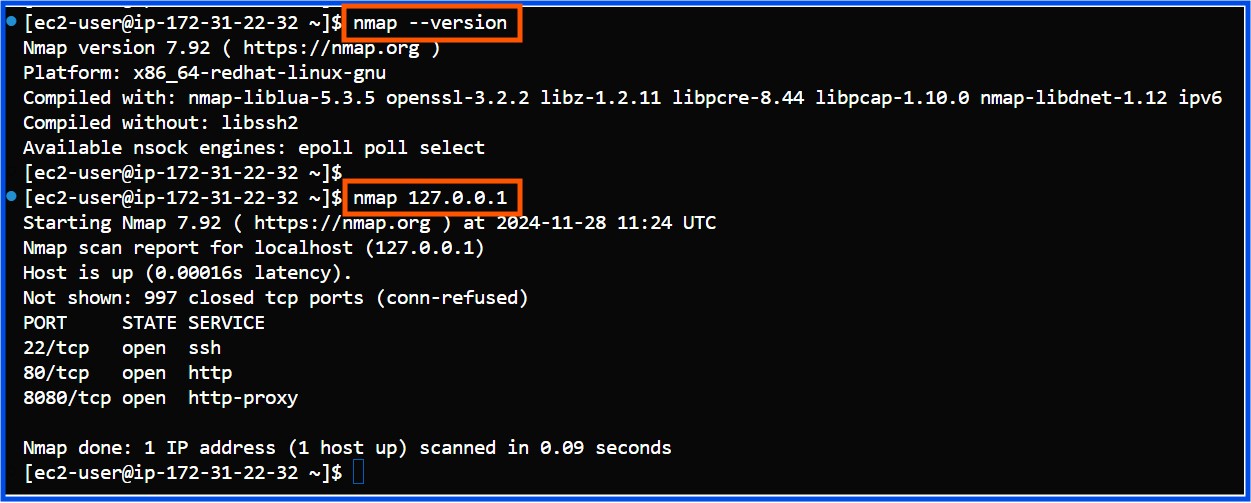 [ec2-user@ip-172-31-22-32 ~]$ nmap --version
Nmap version 7.92 ( https://nmap.org )
Platform: x86_64-redhat-linux-gnu
Compiled with: nmap-liblua-5.3.5 openssl-3.2.2 libz-1.2.11 libpcre-8.44 libpcap-1.10.0 nmap-libdnet-1.12 ipv6
Compiled without: libssh2
Available nsock engines: epoll poll select
[ec2-user@ip-172-31-22-32 ~]$
[ec2-user@ip-172-31-22-32 ~]$ nmap 127.0.0.1
Starting Nmap 7.92 ( https://nmap.org ) at 2024-11-28 11:24 UTC
Nmap scan report for localhost (127.0.0.1)
Host is up (0.00016s latency).
Not shown: 997 closed tcp ports (conn-refused)
PORT     STATE SERVICE
22/tcp   open  ssh
80/tcp   open  http
8080/tcp open  http-proxy
Nmap done: 1 IP address (1 host up) scanned in 0.09 seconds
[ec2-user@ip-172-31-22-32 ~]$